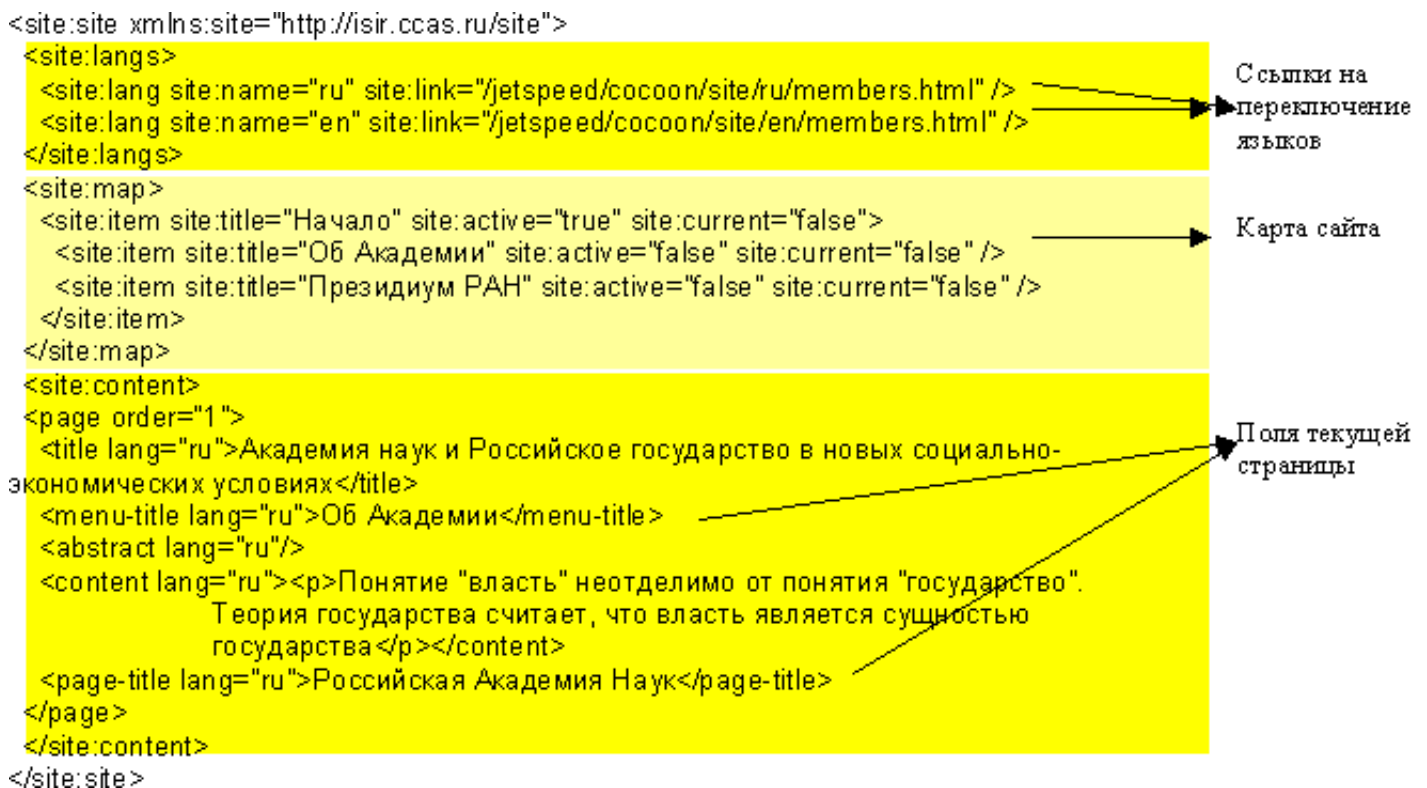 <site:site xmlns:site="http://isir.ccas.ru/site">
<site:langs>
<site:lang site:name="ru" site:link="/jetspeed/cocoon/site/ru/members.html" />
<site:lang site:name="en" site:link="/jetspeed/cocoon/site/en/members.html" />
</site:langs>
Ссылки на
переключение
языков
<site:map>
<site:item site:title="Начало" site:active="true" site:current="false">
<site:item site:title="Об Академии" site:active="false" site:current="false" />
<site:item site:title="Президиум РАН" site:active="false" site:current="false" />
</site:item>
</site:map>
Карта сайта
<site:content>
<page order="1">
<title lang="ru">Академия наук и Российское государство в новых социально-
экономических условиях</title>
<menu-title lang="ru">Об Академии</menu-title>
<abstract lang="ru"/>
<content lang="ru"><p>Понятие "власть" неотделимо от понятия "государство".
Теория государства считает, что власть является сущностью
государства</p></content>
<page-title lang="ru">Российская Академия Наук</page-title>
</page>
</site:content>
Поля текущей
страницы
</site:site>